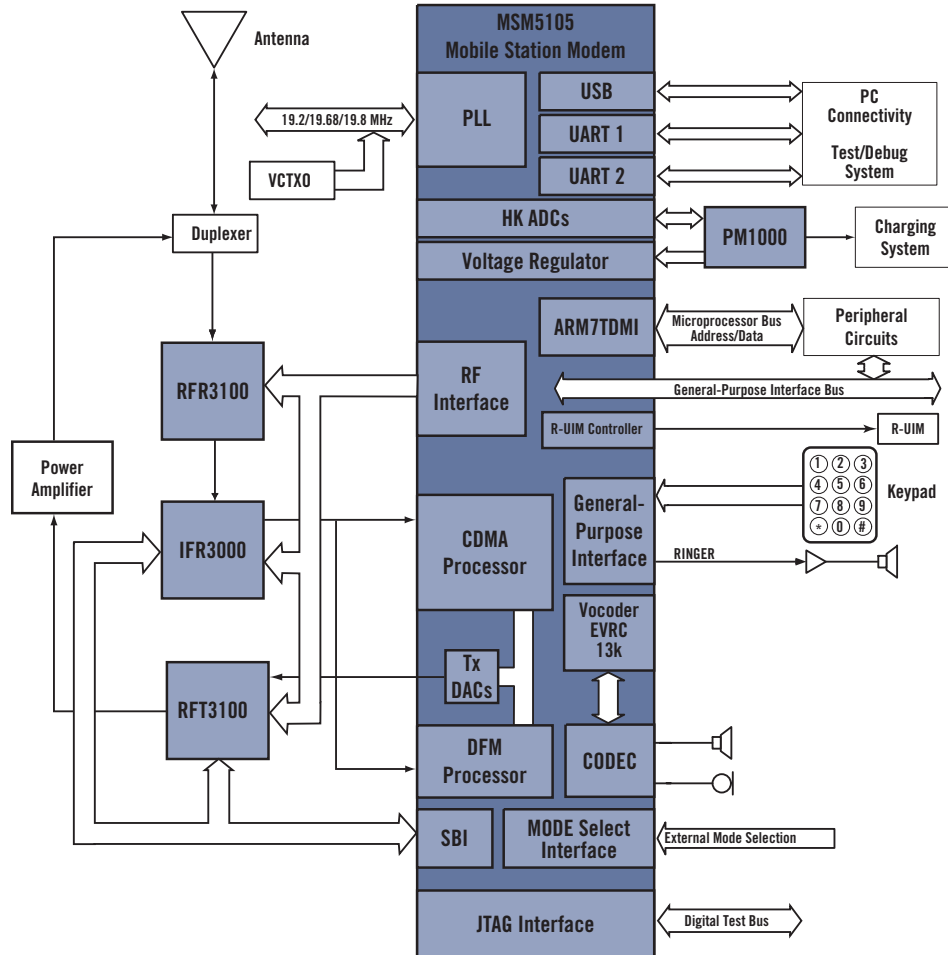 MSM5105
Mobile Station Modem
Antenna
19.2/19.68/19.8 MHz
VCTXO
Duplexer
PLL
USB
UART 1
UART 2
PC
Connectivity
Test/Debug
System
HK ADCs
Voltage Regulator
PM1000
Charging
System
ARM7TDMI
Microprocessor Bus
Address/Data
Peripheral
Circuits
General-Purpose Interface Bus
RFR3100
RF
Interface
R-UIM Controller
R-UIM
Power
Amplifier
IFR3000
CDMA
Processor
General-
Purpose
Interface
1 2 3
4 5 6
7 8 9
* 0 #
Keypad
RINGER
Vocoder
EVRC
13k
Tx
DACs
RFT3100
DFM
Processor
CODEC
SBI
MODE Select
Interface
External Mode Selection
JTAG Interface
Digital Test Bus